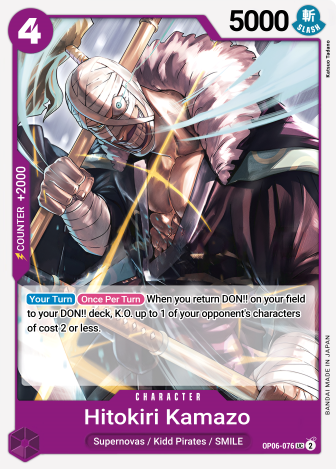 4
5000
斬
SLASH
Katsuo Tadano
COUNTER +2000
Your Turn Once Per Turn When you return DON!! on your field
to your DON!! deck, K.O. up to 1 of your opponent's characters
of cost 2 or less.
BANDAI MADE IN JAPAN
CHARACTER
Hitokiri Kamazo
Supernovas / Kidd Pirates / SMILE
OP06-076 UC 2